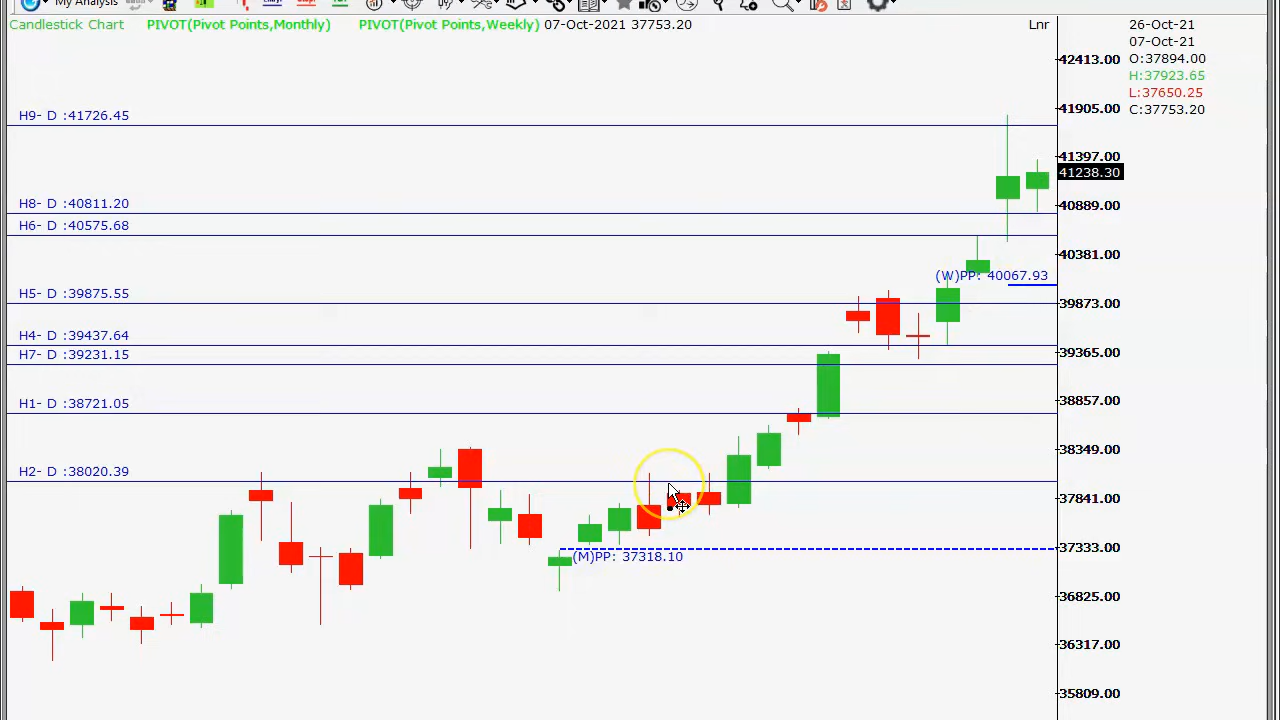 My Analysis
Candlestick Chart PIVOT(Pivot Points,Monthly) PIVOT(Pivot Points,Weekly) 07-Oct-2021 37753.20 Lnr
26-Oct-21
07-Oct-21
O:37894.00
H:37923.65
L:37650.25
C:37753.20
42413.00
H9- D :41726.45
41905.00
41397.00
41238.30
H8- D :40811.20
40889.00
H6- D :40575.68
40381.00
(W)PP: 40067.93
H5- D :39875.55
39873.00
H4- D :39437.64
H7- D :39231.15
39365.00
H1- D :38721.05
38857.00
38349.00
H2- D :38020.39
37841.00
(M)PP: 37318.10
37333.00
36825.00
36317.00
35809.00